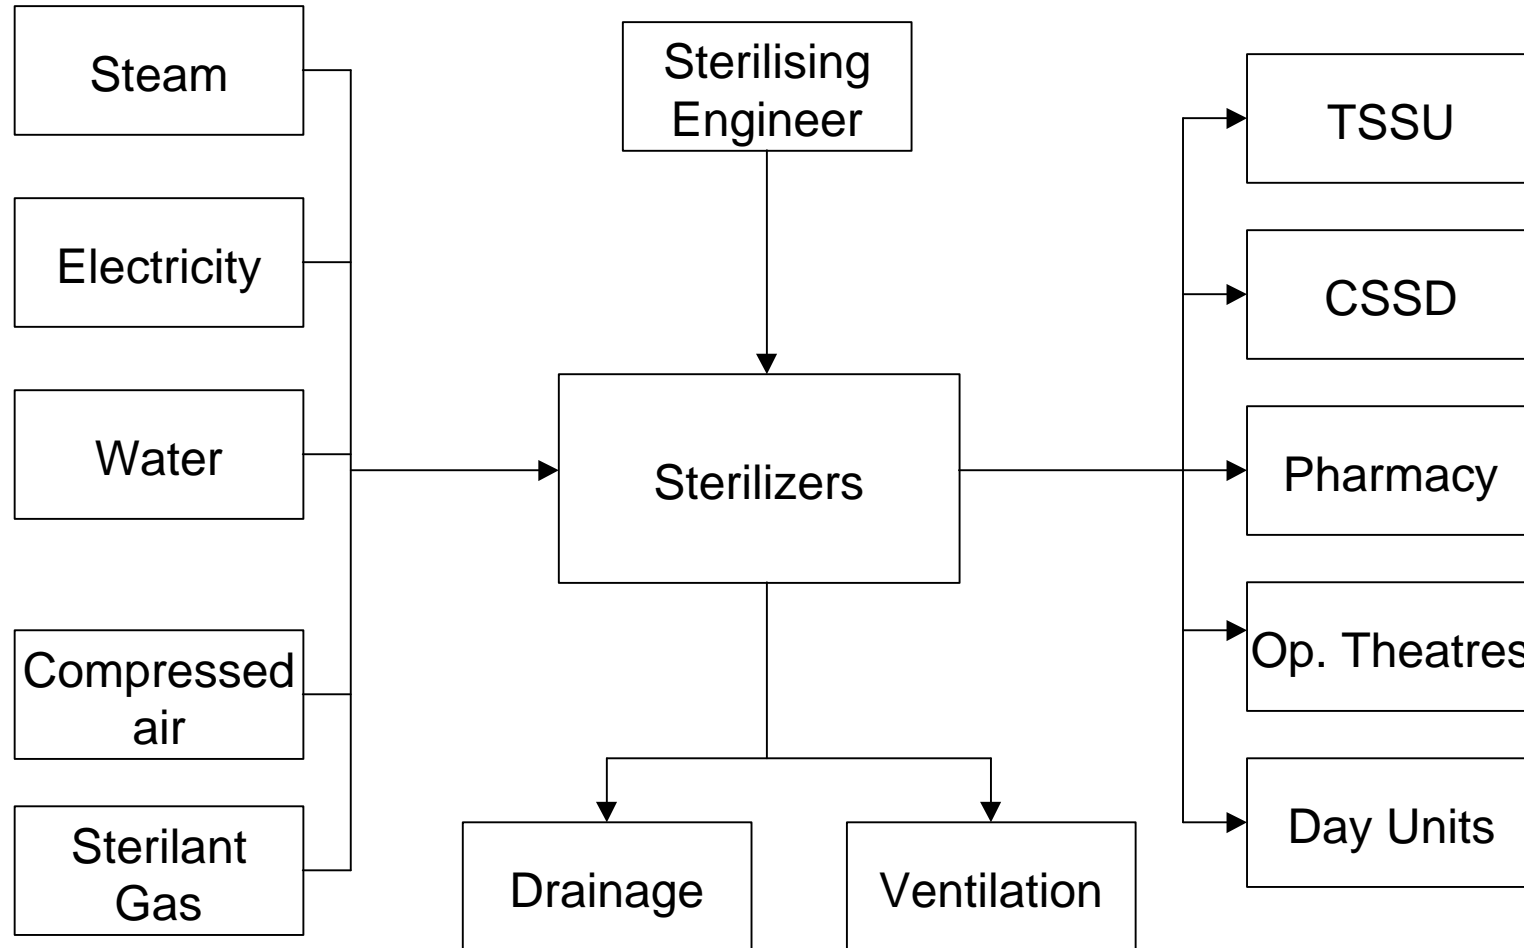 Steam
Electricity
Water
Compressed
air
Sterilant
Gas
Sterilising
Engineer
Sterilizers
Drainage
Ventilation
TSSU
CSSD
Pharmacy
Op. Theatres
Day Units